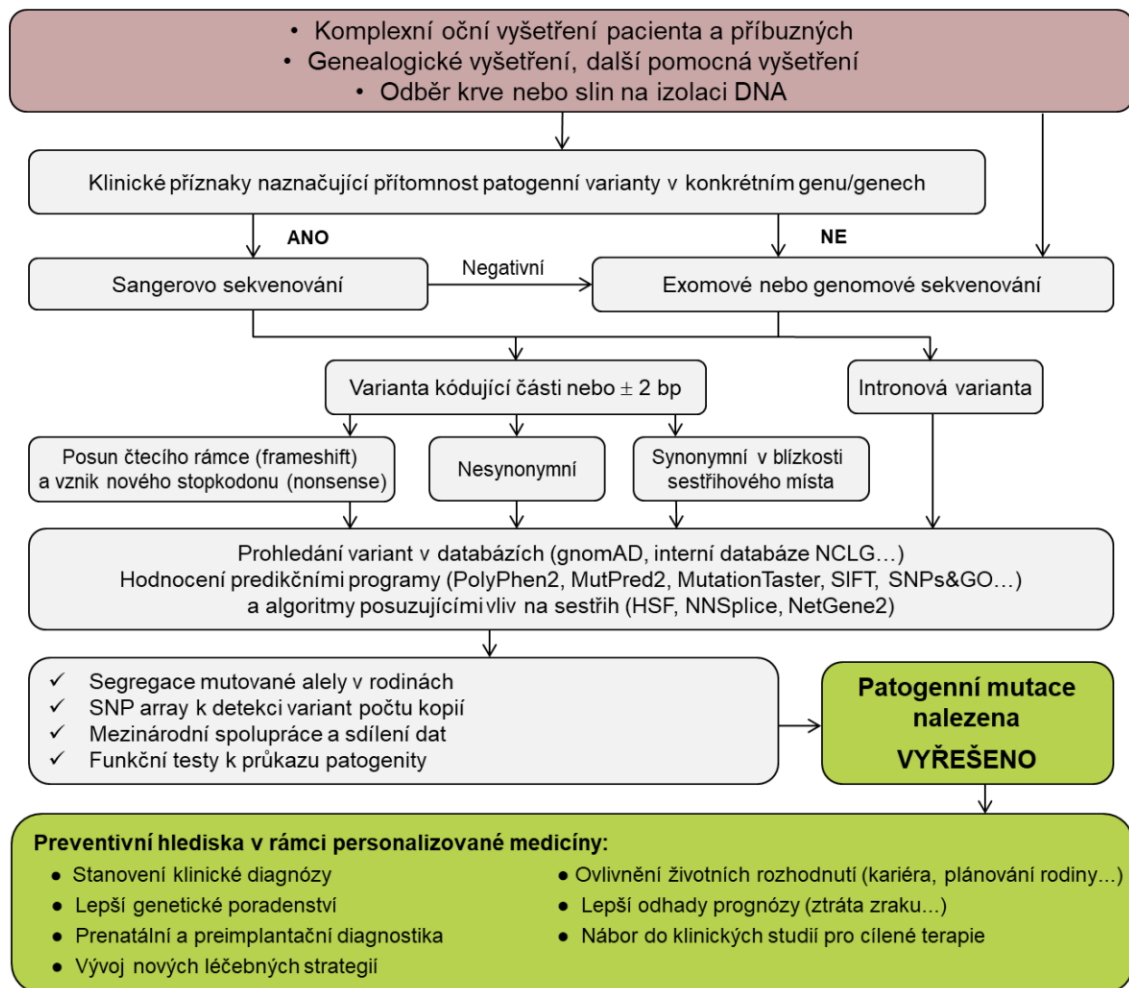 • Komplexní oční vyšetření pacienta a příbuzných
• Genealogické vyšetření, další pomocná vyšetření
• Odběr krve nebo slin na izolaci DNA
Klinické příznaky naznačující přítomnost patogenní varianty v konkrétním genu/genech
ANO
NE
Sangerovo sekvenování
Negativní
Exomové nebo genomové sekvenování
Varianta kódující části nebo ± 2 bp
Intronová varianta
Posun čtecího rámce (frameshift)
a vznik nového stopkodonu (nonsense)
Nesynonymní
Synonymní v blízkosti
sestřihového místa
Prohledání variant v databázích (gnomAD, interní databáze NCLG…)
Hodnocení predikčními programy (PolyPhen2, MutPred2, MutationTaster, SIFT, SNPs&GO…)
a algoritmy posuzujícími vliv na sestřih (HSF, NNSplice, NetGene2)
✓ Segregace mutované alely v rodinách
✓ SNP array k detekci variant počtu kopií
✓ Mezinárodní spolupráce a sdílení dat
✓ Funkční testy k průkazu patogenity
Patogenní mutace
nalezena
VYŘEŠENO
Preventivní hlediska v rámci personalizované medicíny:
● Stanovení klinické diagnózy
● Lepší genetické poradenství
● Prenatální a preimplantační diagnostika
● Vývoj nových léčebných strategií
● Ovlivnění životních rozhodnutí (kariéra, plánování rodiny…)
● Lepší odhady prognózy (ztráta zraku…)
● Nábor do klinických studií pro cílené terapie